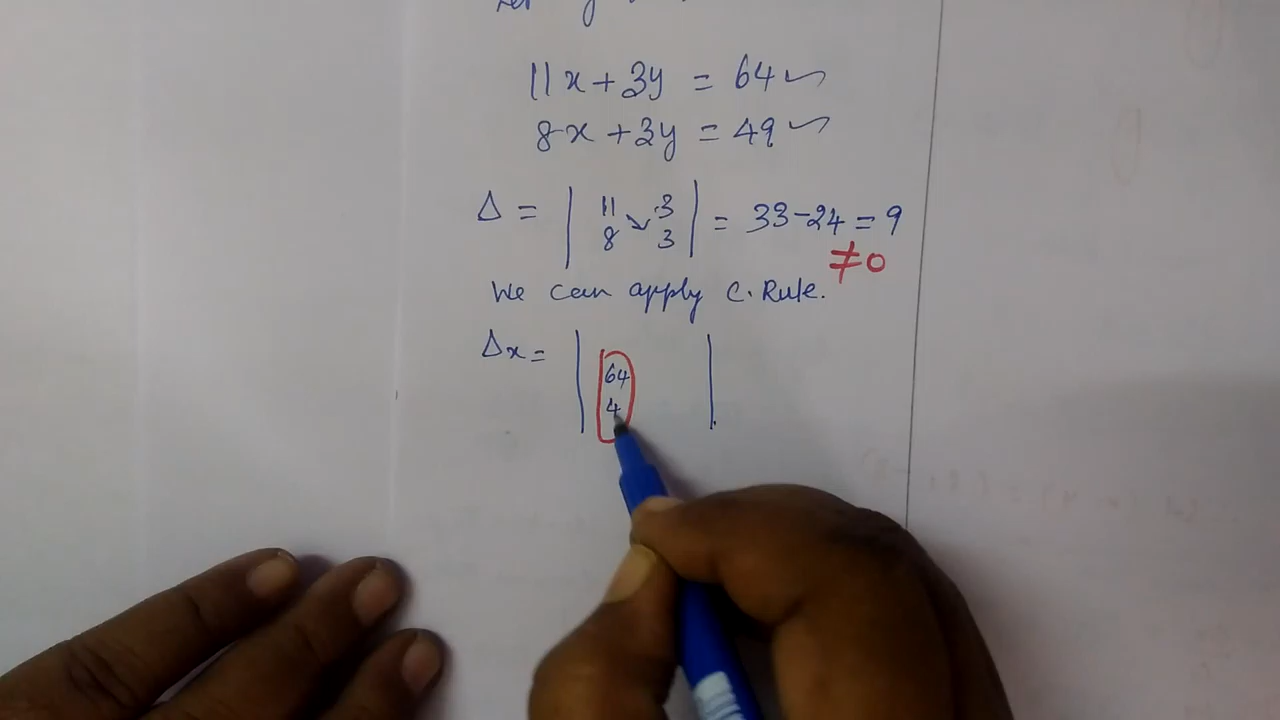 11x + 3y = 64
8x + 3y = 49
Δ = | 11 3 | = 33 - 24 = 9
8 3
≠ 0
We can apply C. Rule.
Δx = | 64 |
4